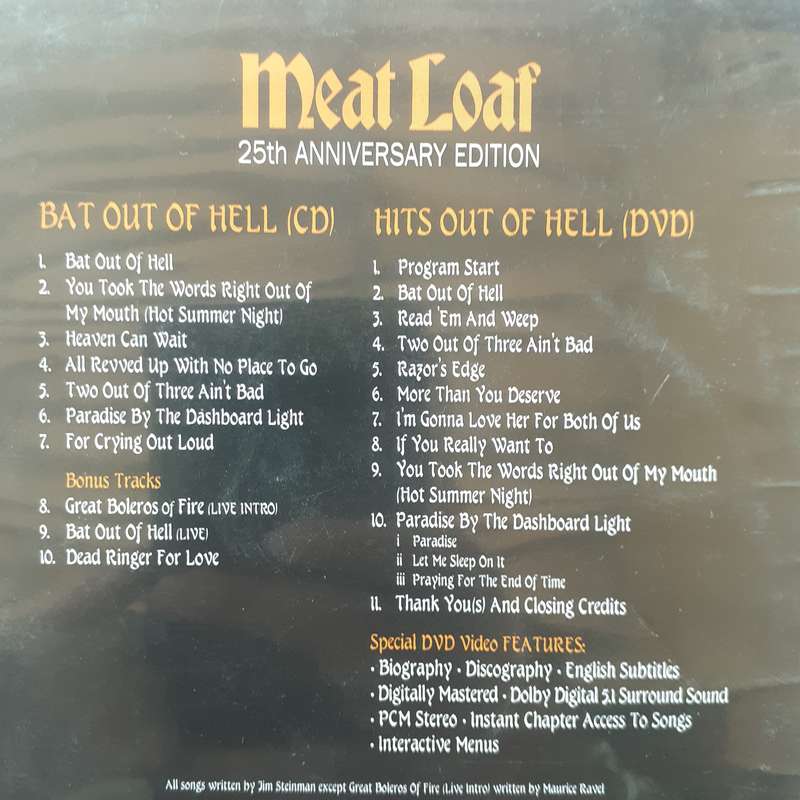 Meat Loaf
25th ANNIVERSARY EDITION
BAT OUT OF HELL (CD)
1. Bat Out Of Hell
2. You Took The Words Right Out Of
My Mouth (Hot Summer Night)
3. Heaven Can Wait
4. All Revved Up With No Place To Go
5. Two Out Of Three Ain't Bad
6. Paradise By The Dashboard Light
7. For Crying Out Loud
Bonus Tracks
8. Great Boleros of Fire (LIVE INTRO)
9. Bat Out Of Hell (LIVE)
10. Dead Ringer For Love
HITS OUT OF HELL (DVD)
1. Program Start
2. Bat Out Of Hell
3. Read 'Em And Weep
4. Two Out Of Three Ain't Bad
5. Razor's Edge
6. More Than You Deserve
7. I'm Gonna Love Her For Both Of Us
8. If You Really Want To
9. You Took The Words Right Out Of My Mouth
(Hot Summer Night)
10. Paradise By The Dashboard Light
i Paradise
ii Let Me Sleep On It
iii Praying For The End Of Time
11. Thank You(s) And Closing Credits
Special DVD Video FEATURES:
• Biography • Discography • English Subtitles
• Digitally Mastered • Dolby Digital 5.1 Surround Sound
• PCM Stereo • Instant Chapter Access To Songs
• Interactive Menus
All songs written by Jim Steinman except Great Boleros Of Fire (Live Intro) written by Maurice Ravel